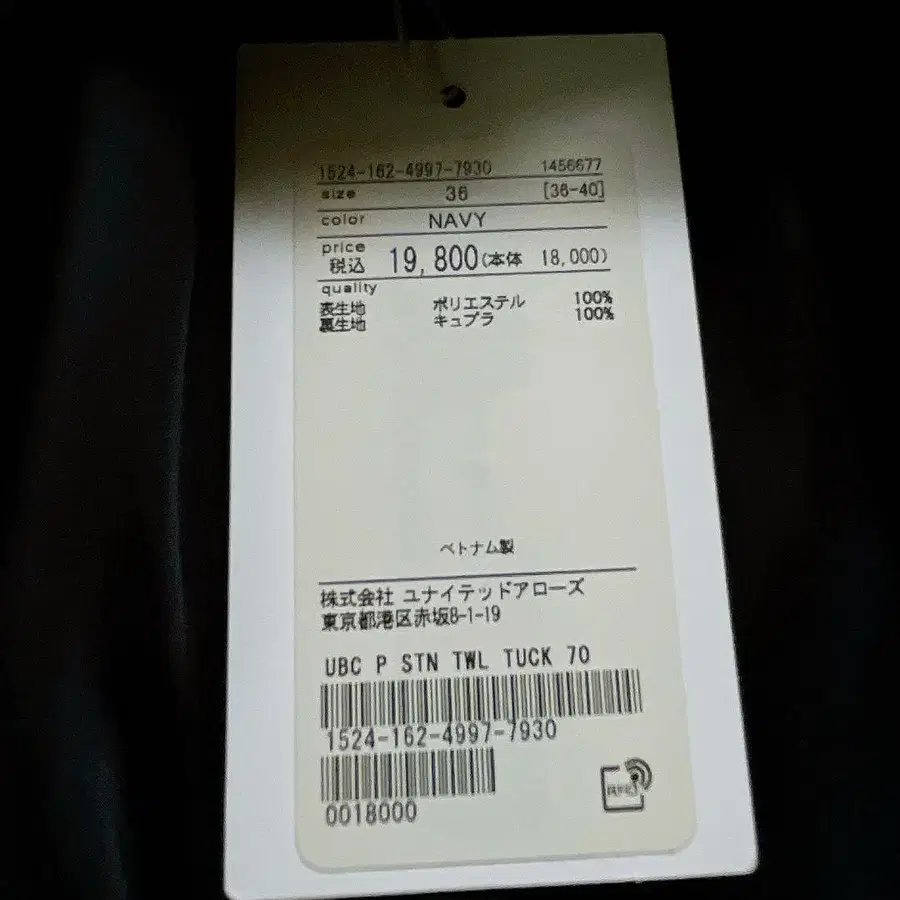 1524-162-4997-7930 1456677
size 36 [36-40]
color NAVY
price
税込 19,800(本体 18,000)
quality
表生地 ポリエステル 100%
裏生地 キュプラ 100%
ベトナム製
株式会社 ユナイテッドアローズ
東京都港区赤坂8-1-19
UBC P STN TWL TUCK 70
1524-162-4997-7930
0018000